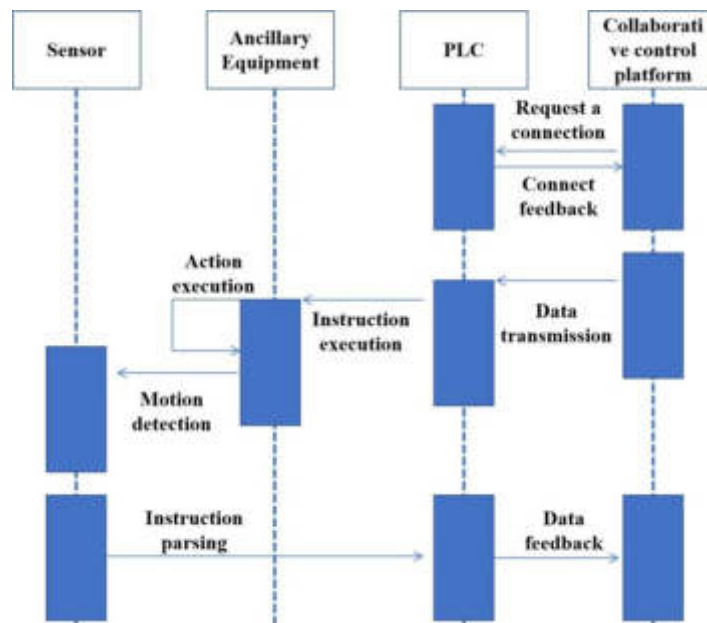 Sensor
Ancillary
Equipment
PLC
Collaborati
ve control
platform
Request a
connection
Connect
feedback
Action
execution
Instruction
execution
Data
transmission
Motion
detection
Instruction
parsing
Data
feedback